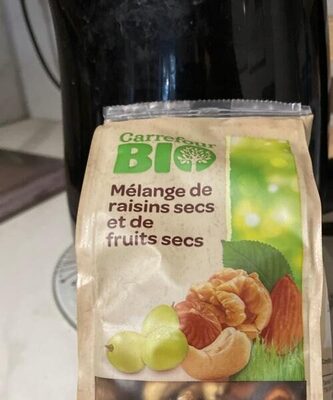 Carrefour
BIO
Mélange de
raisins secs
et de
fruits secs